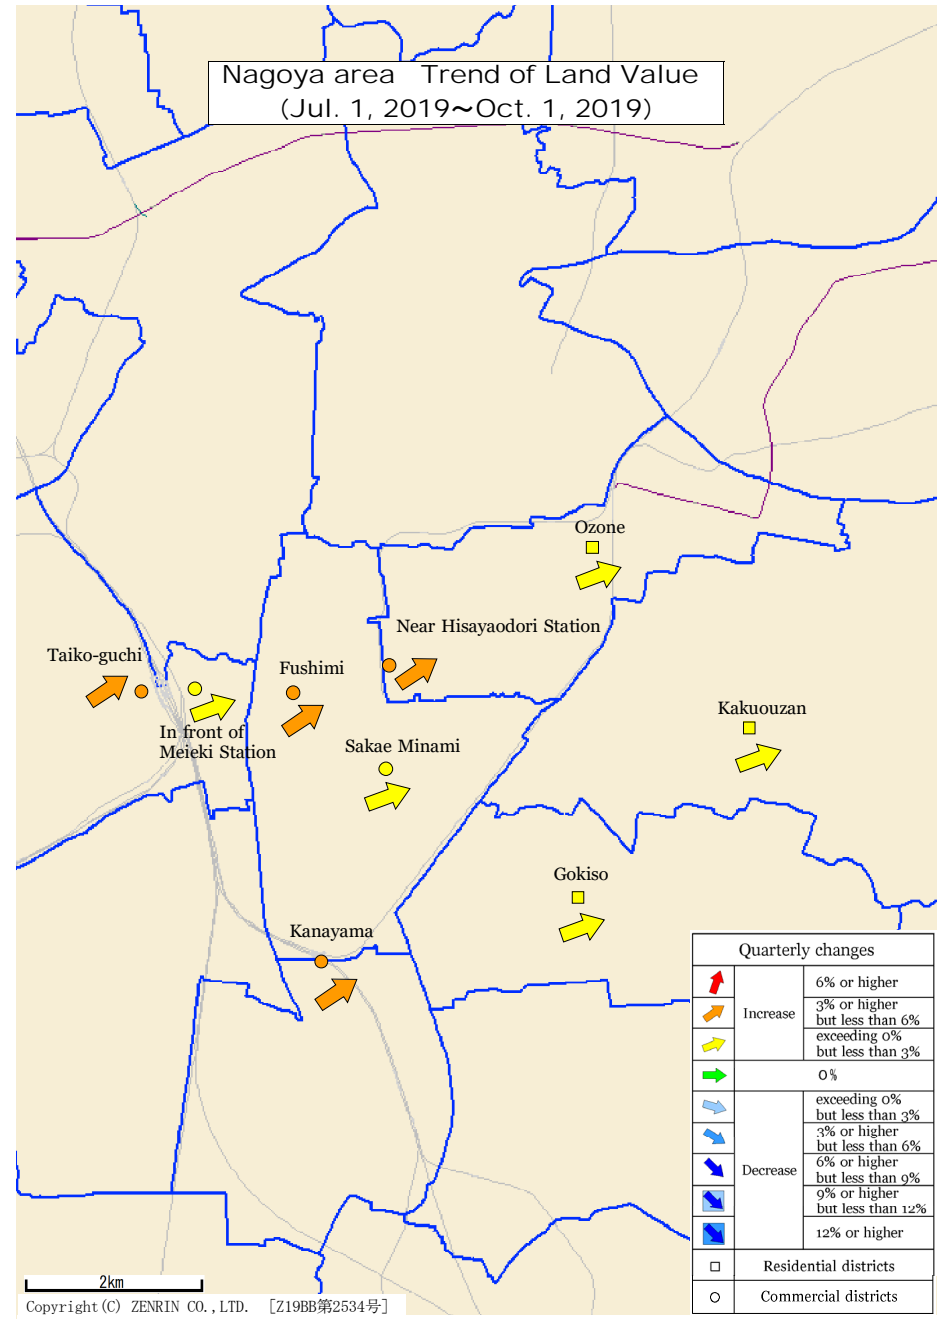 Nagoya area Trend of Land Value
(Jul. 1, 2019～Oct. 1, 2019)
Ozone
Near Hisayaodori Station
Taiko-guchi
Fushimi
Kakuouzan
In front of
Meieki Station
Sakae Minami
Gokiso
Kanayama
Quarterly changes
Increase
6% or higher
3% or higher
but less than 6%
exceeding 0%
but less than 3%
0%
Decrease
exceeding 0%
but less than 3%
3% or higher
but less than 6%
6% or higher
but less than 9%
9% or higher
but less than 12%
12% or higher
Residential districts
Commercial districts
2km
Copyright(C) ZENRIN CO.,LTD. [Z19BB第2534号]